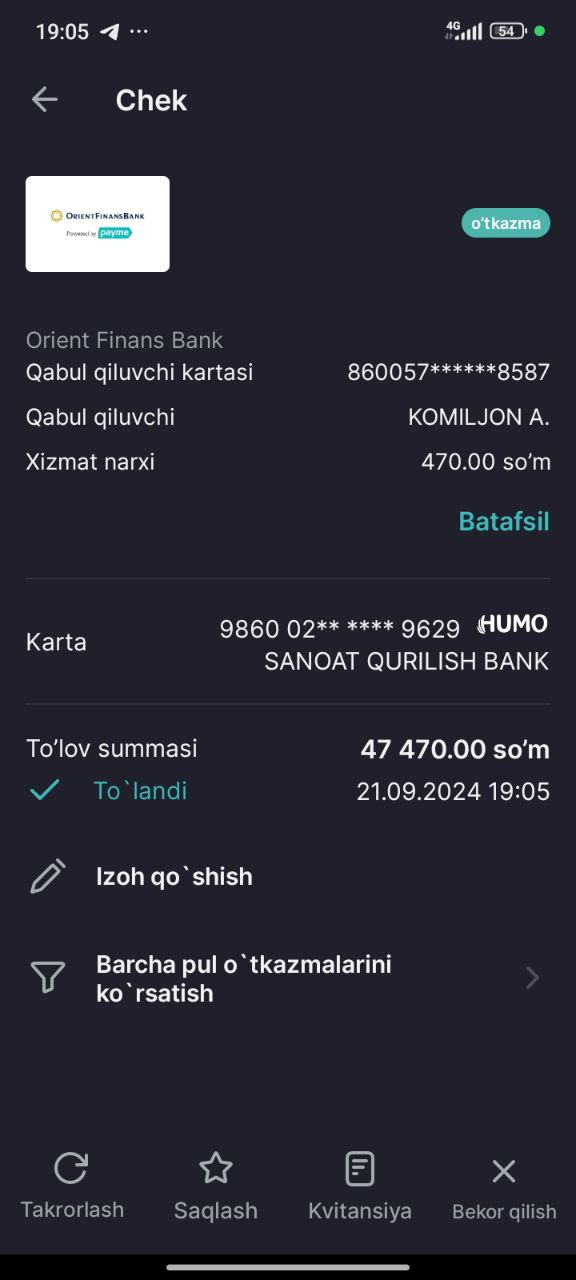 19:05
4G
54
Chek
ORIENTFINANSBANK
Powered by payme
o‘tkazma
Orient Finans Bank
Qabul qiluvchi kartasi 860057******8587
Qabul qiluvchi KOMILJON A.
Xizmat narxi 470.00 so‘m
Batafsil
Karta 9860 02** **** 9629 HUMO
SANOAT QURILISH BANK
To‘lov summasi 47 470.00 so‘m
To`landi 21.09.2024 19:05
Izoh qo`shish
Barcha pul o`tkazmalarini
ko`rsatish
Takrorlash Saqlash Kvitansiya Bekor qilish